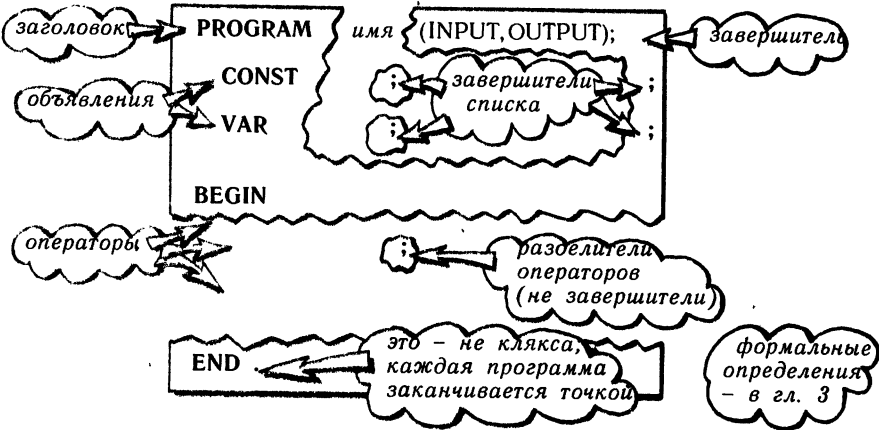 заголовок PROGRAM имя (INPUT, OUTPUT); завершитель
CONST ; завершители ;
объявления списка
VAR ; ;
BEGIN
операторы ; разделители
операторов
(не завершители)
END
это – не клякса,
каждая программа
заканчивается точкой
формальные
определения
– в гл. 3